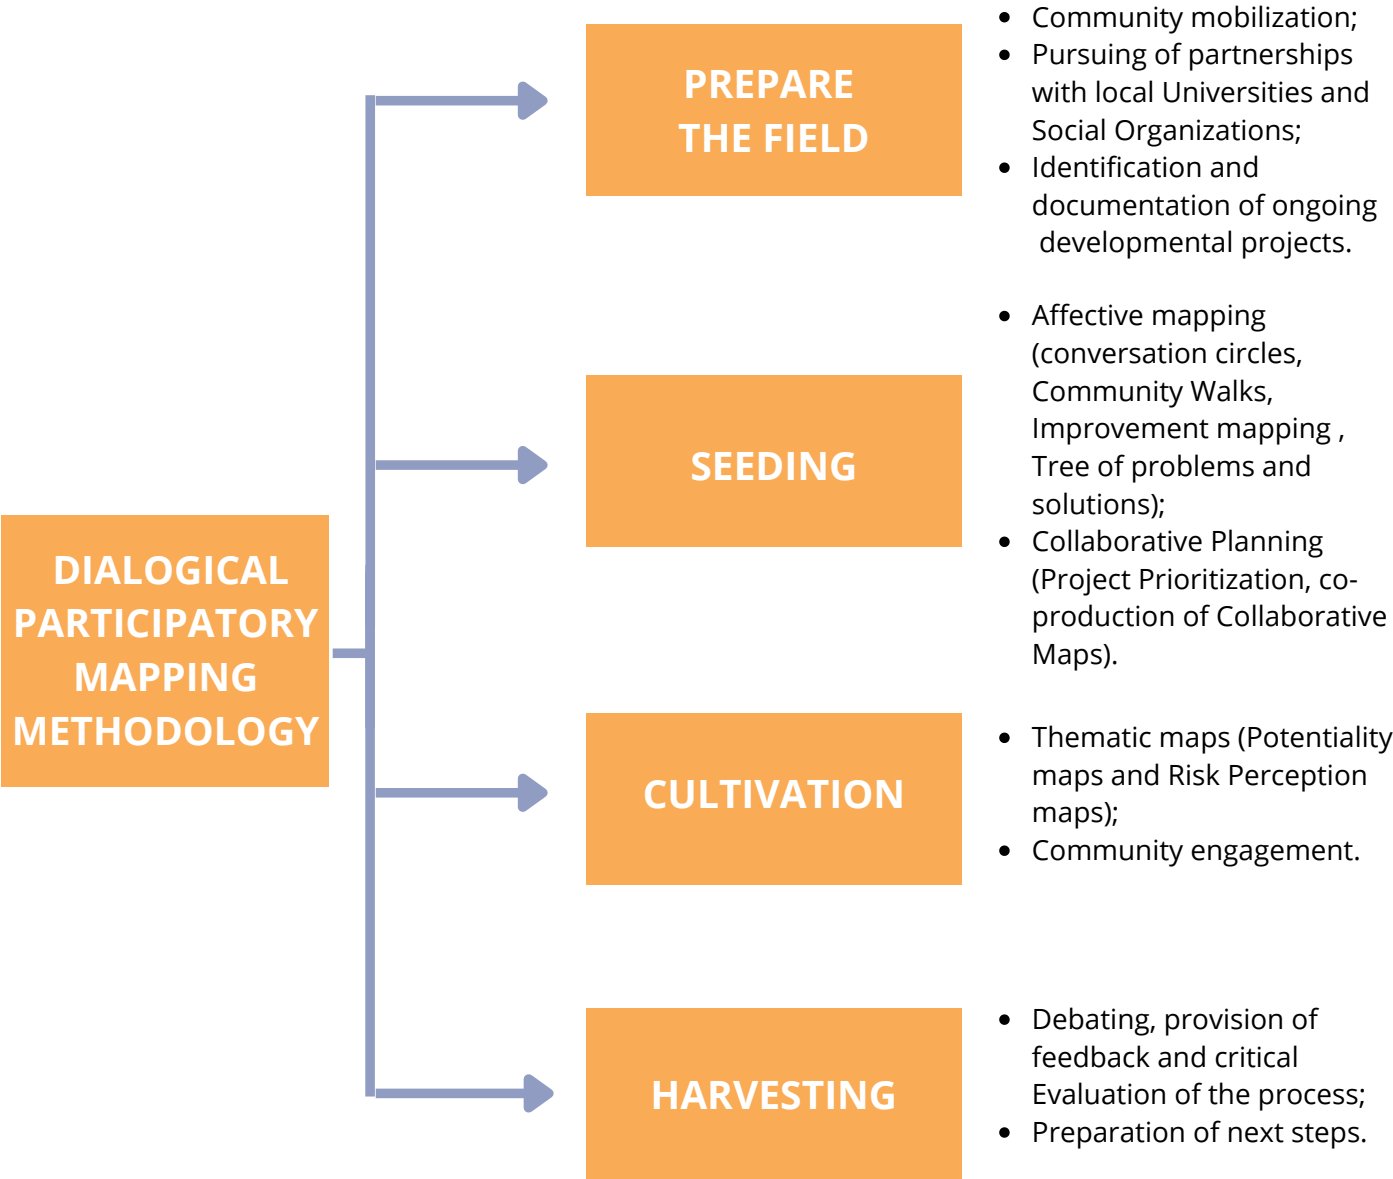 DIALOGICAL
PARTICIPATORY
MAPPING
METHODOLOGY
PREPARE
THE FIELD
• Community mobilization;
• Pursuing of partnerships
with local Universities and
Social Organizations;
• Identification and
documentation of ongoing
developmental projects.
SEEDING
• Affective mapping
(conversation circles,
Community Walks,
Improvement mapping ,
Tree of problems and
solutions);
• Collaborative Planning
(Project Prioritization, co-
production of Collaborative
Maps).
CULTIVATION
• Thematic maps (Potentiality
maps and Risk Perception
maps);
• Community engagement.
HARVESTING
• Debating, provision of
feedback and critical
Evaluation of the process;
• Preparation of next steps.